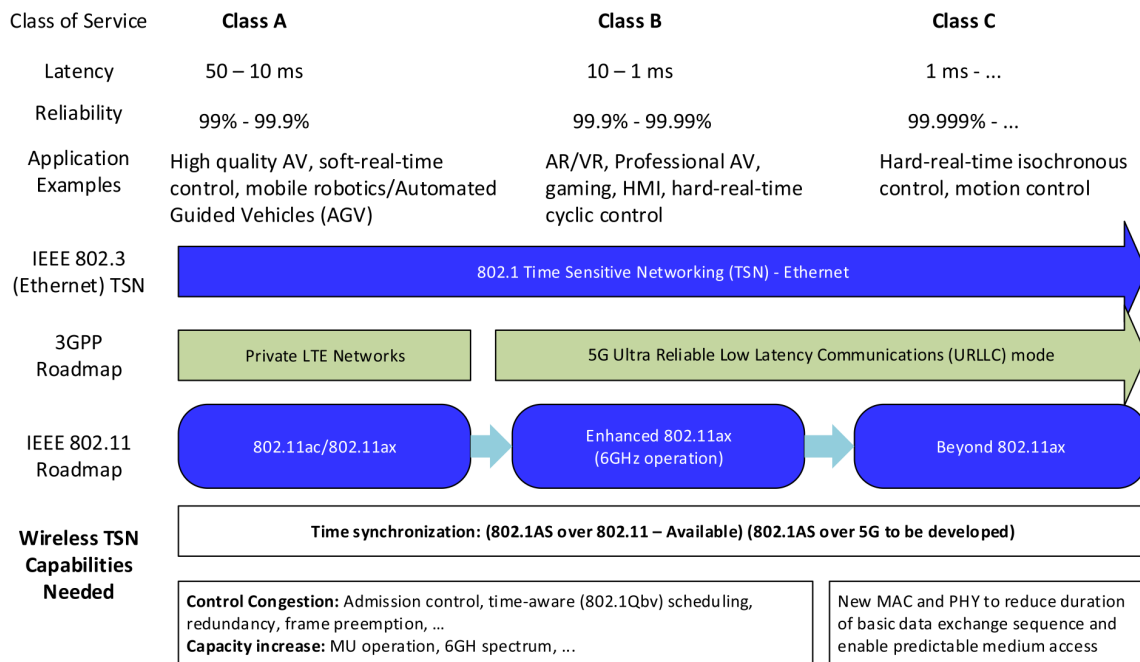 Class of Service
Class A
Class B
Class C
Latency
50 – 10 ms
10 – 1 ms
1 ms - ...
Reliability
99% - 99.9%
99.9% - 99.99%
99.999% - ...
Application
Examples
High quality AV, soft-real-time
control, mobile robotics/Automated
Guided Vehicles (AGV)
AR/VR, Professional AV,
gaming, HMI, hard-real-time
cyclic control
Hard-real-time isochronous
control, motion control
IEEE 802.3
(Ethernet) TSN
802.1 Time Sensitive Networking (TSN) - Ethernet
3GPP
Roadmap
Private LTE Networks
5G Ultra Reliable Low Latency Communications (URLLC) mode
IEEE 802.11
Roadmap
802.11ac/802.11ax
Enhanced 802.11ax
(6GHz operation)
Beyond 802.11ax
Wireless TSN
Capabilities
Needed
Time synchronization: (802.1AS over 802.11 – Available) (802.1AS over 5G to be developed)
Control Congestion: Admission control, time-aware (802.1Qbv) scheduling,
redundancy, frame preemption, ...
Capacity increase: MU operation, 6GH spectrum, ...
New MAC and PHY to reduce duration
of basic data exchange sequence and
enable predictable medium access